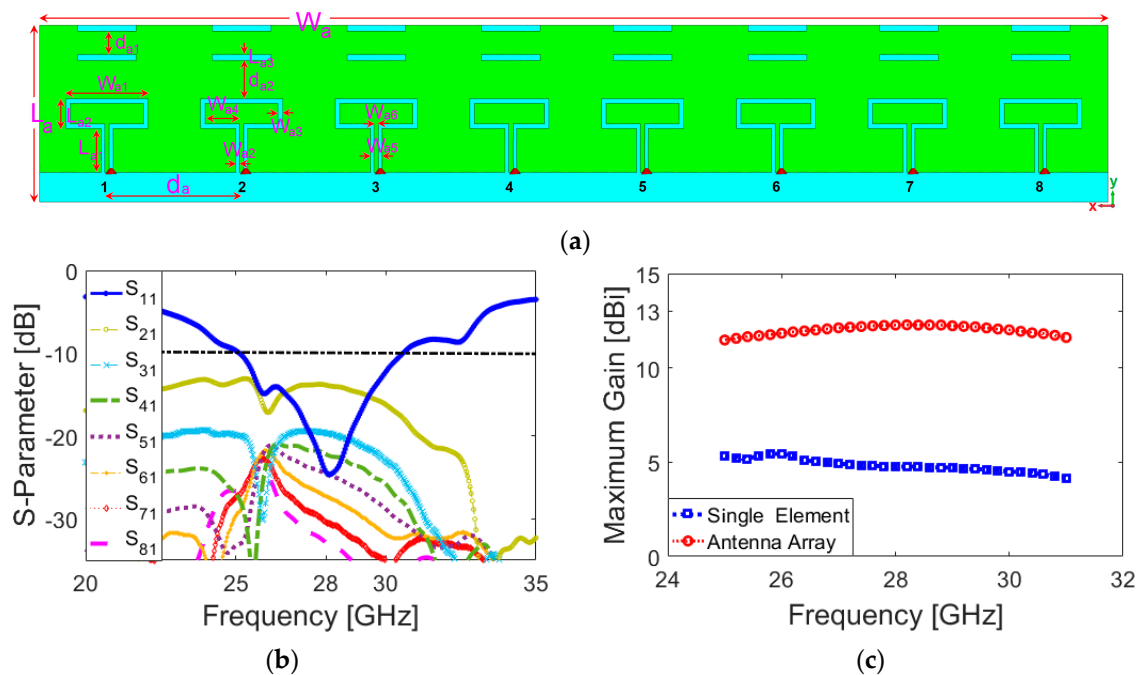 Wa
da1
La3
da2
Wa1
La
La2
Wa4
Wa3
Wa6
La1
Wa2
Wa5
1 2 3 4 5 6 7 8
da
y
x
(a)
S-Parameter [dB]
0
-10
-20
-30
S11
S21
S31
S41
S51
S61
S71
S81
20 25 28 30 35
Frequency [GHz]
(b)
Maximum Gain [dBi]
15
13
10
5
0
Single Element
Antenna Array
24 26 28 30 32
Frequency [GHz]
(c)